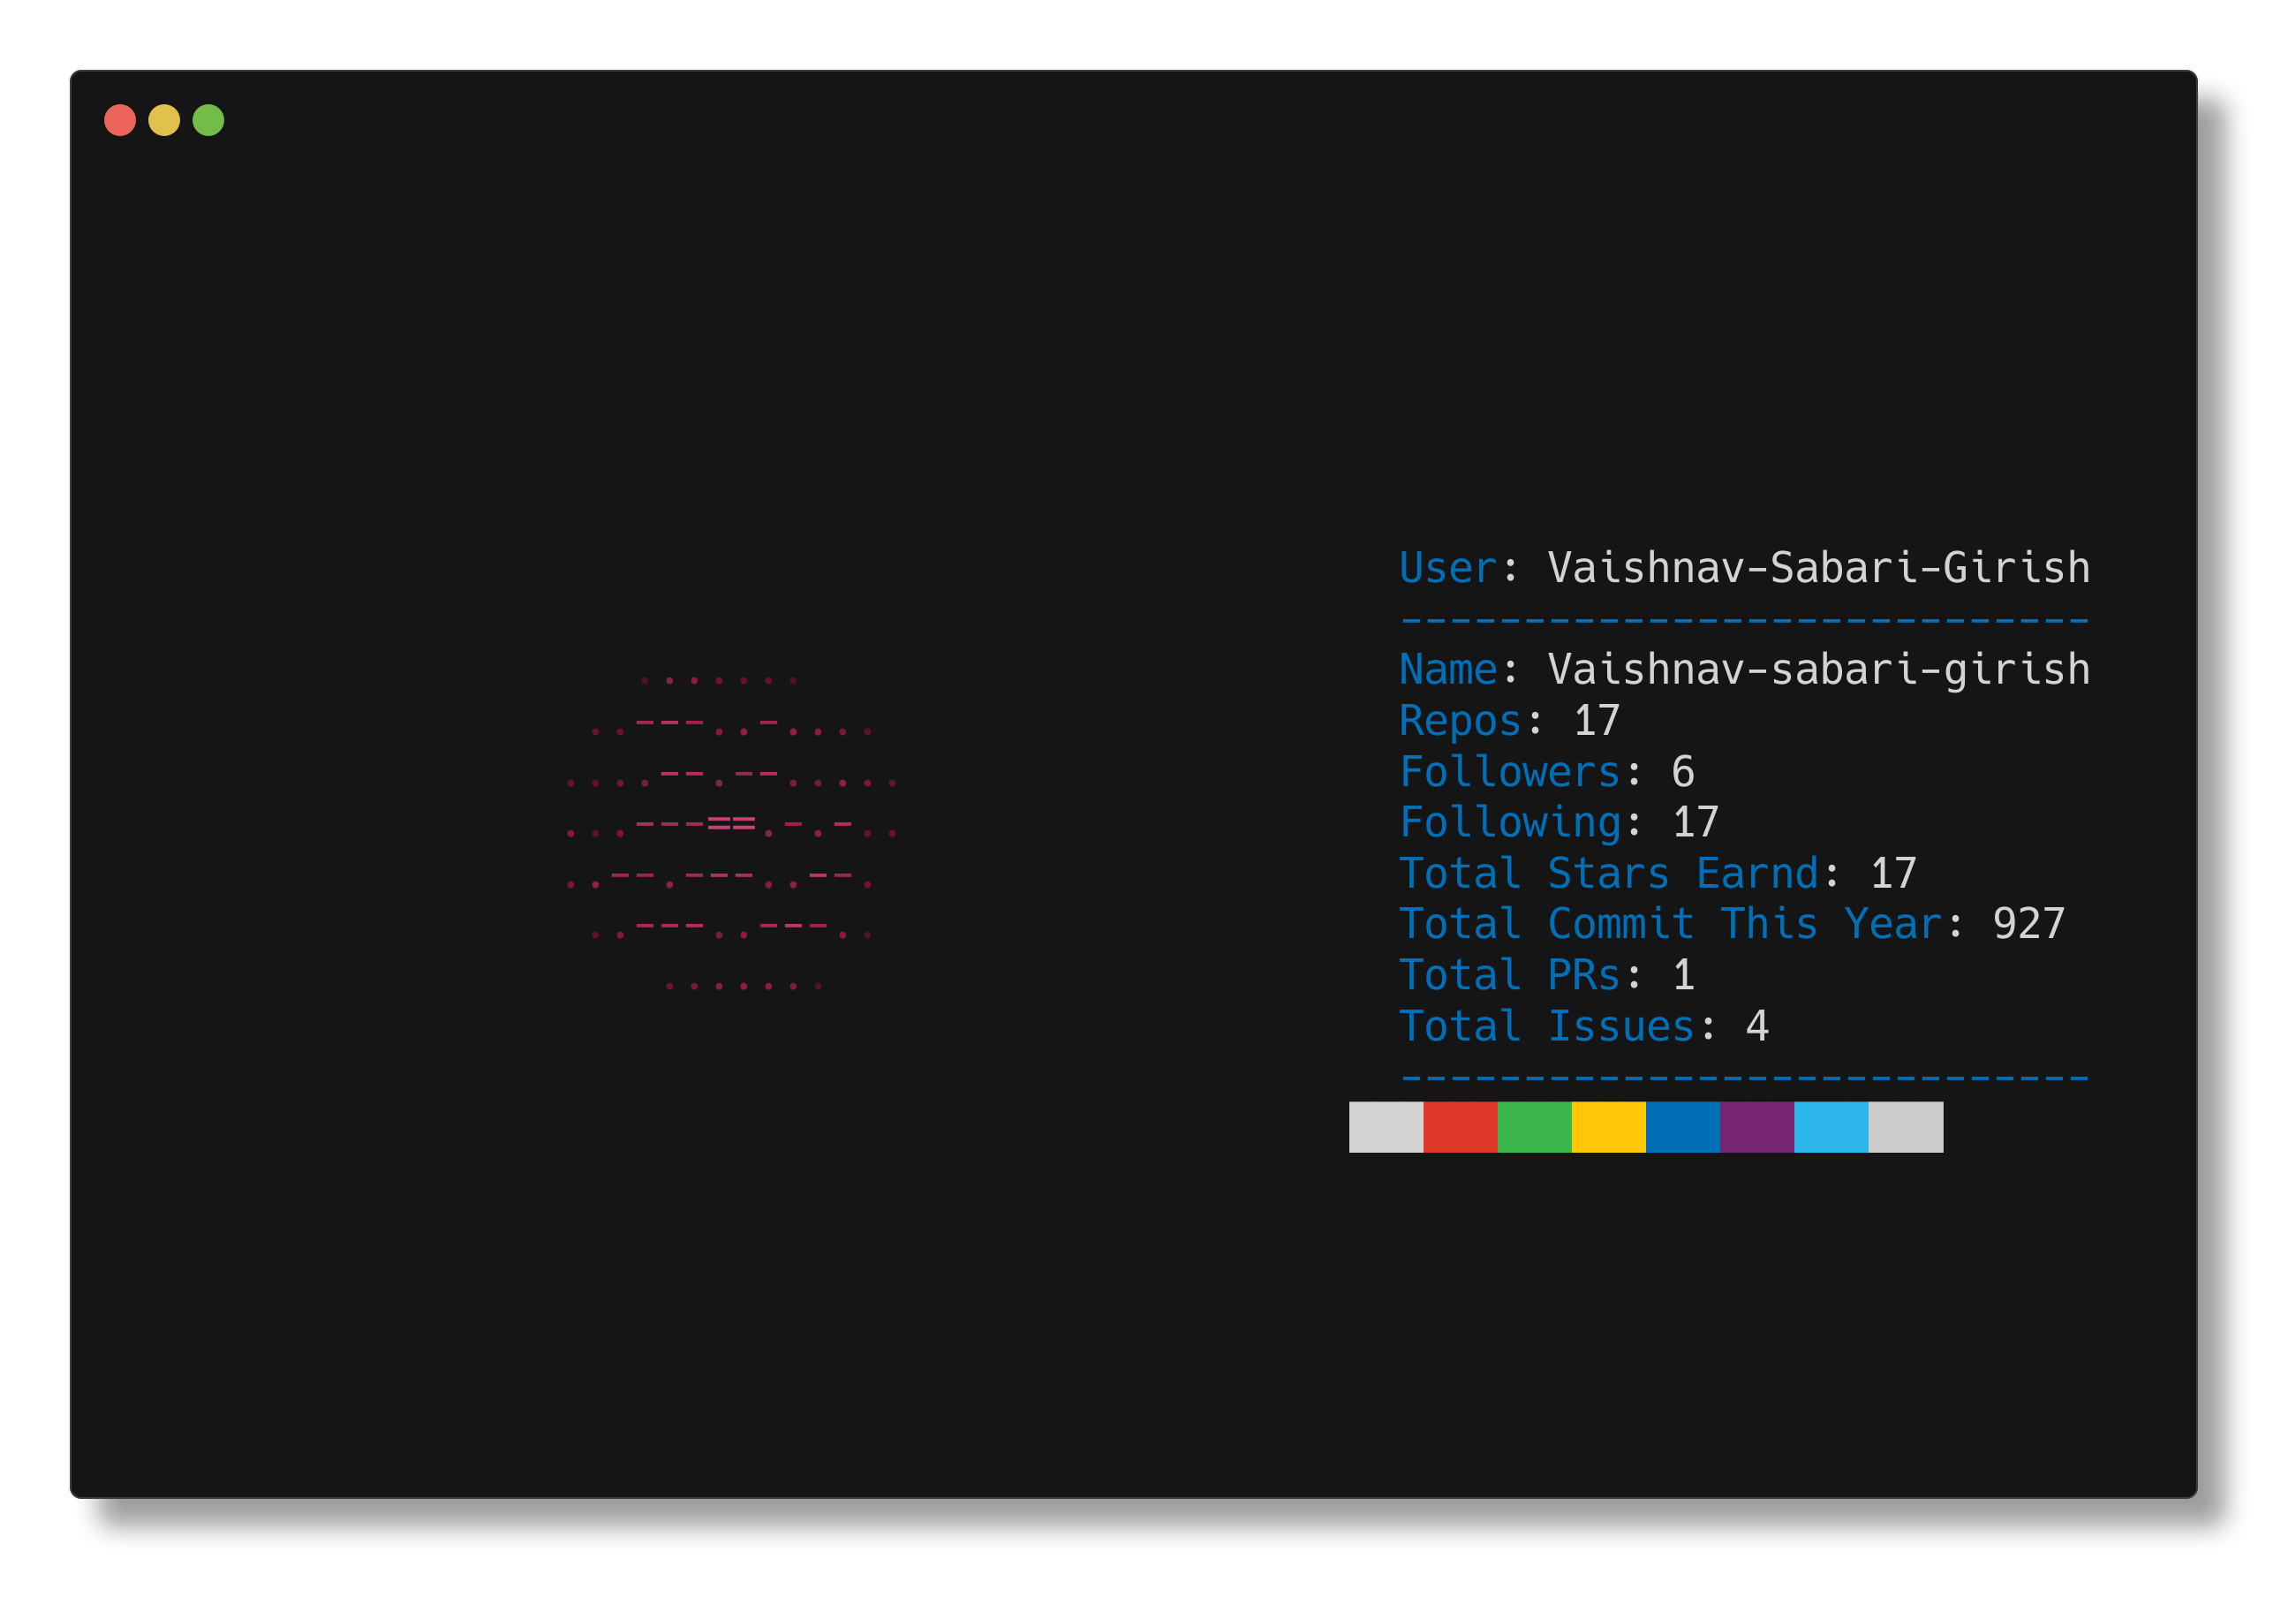 User: Vaishnav-Sabari-Girish
----------------------------
Name: Vaishnav-sabari-girish
Repos: 17
Followers: 6
Following: 17
Total Stars Earnd: 17
Total Commit This Year: 927
Total PRs: 1
Total Issues: 4
----------------------------